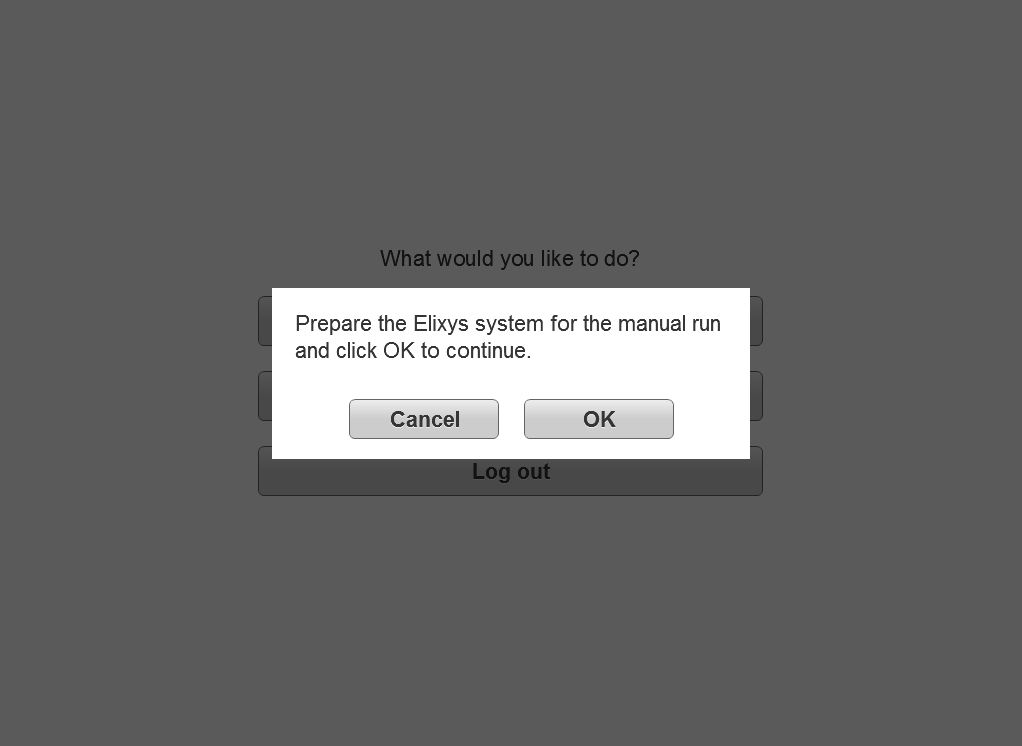 What would you like to do?
Prepare the Elixys system for the manual run
and click OK to continue.
Cancel OK
Log out